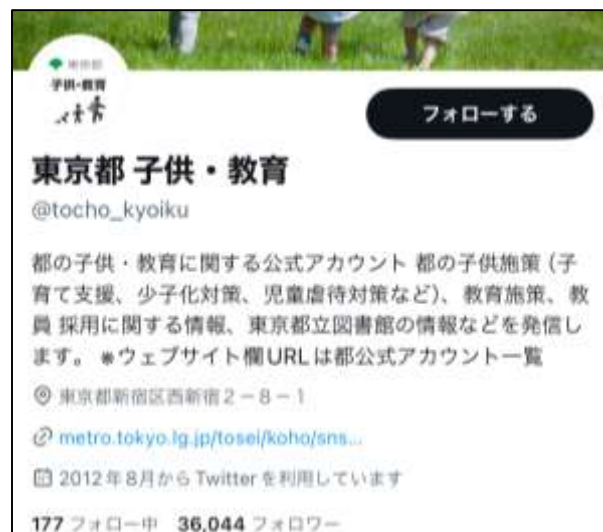 東京都
子供・教育
フォローする
東京都 子供・教育
@tocho_kyoiku
都の子供・教育に関する公式アカウント 都の子供施策 (子
育て支援、少子化対策、児童虐待対策など)、教育施策、教
員 採用に関する情報、東京都立図書館の情報などを発信し
ます。 ※ウェブサイト欄URLは都公式アカウント一覧
東京都新宿区西新宿2-8-1
metro.tokyo.lg.jp/tosei/koho/sns...
2012年8月からTwitterを利用しています
177 フォロー中 36,044 フォロワー